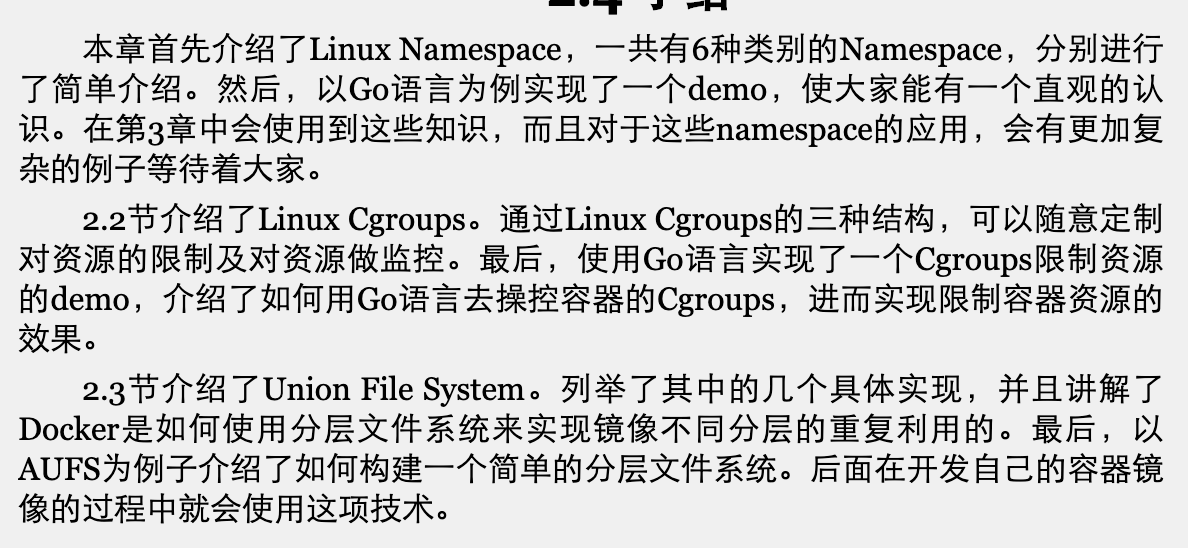 本章首先介绍了Linux Namespace，一共有6种类别的Namespace，分别进行
了简单介绍。然后，以Go语言为例实现了一个demo，使大家能有一个直观的认
识。在第3章中会使用到这些知识，而且对于这些namespace的应用，会有更加复
杂的例子等待着大家。
2.2节介绍了Linux Cgroups。通过Linux Cgroups的三种结构，可以随意定制
对资源的限制及对资源做监控。最后，使用Go语言实现了一个Cgroups限制资源
的demo，介绍了如何用Go语言去操控容器的Cgroups，进而实现限制容器资源的
效果。
2.3节介绍了Union File System。列举了其中的几个具体实现，并且讲解了
Docker是如何使用分层文件系统来实现镜像不同分层的重复利用的。最后，以
AUFS为例子介绍了如何构建一个简单的分层文件系统。后面在开发自己的容器镜
像的过程中就会使用这项技术。